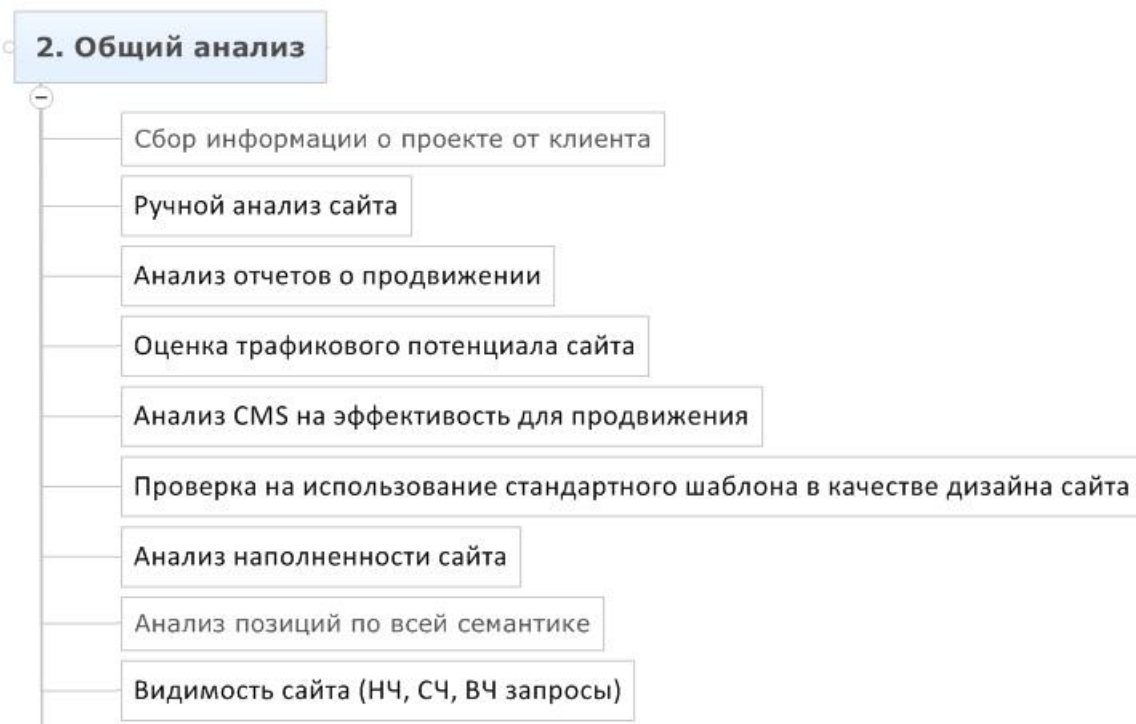 2. Общий анализ
Сбор информации о проекте от клиента
Ручной анализ сайта
Анализ отчетов о продвижении
Оценка трафикового потенциала сайта
Анализ CMS на эффективость для продвижения
Проверка на использование стандартного шаблона в качестве дизайна сайта
Анализ наполненности сайта
Анализ позиций по всей семантике
Видимость сайта (НЧ, СЧ, ВЧ запросы)